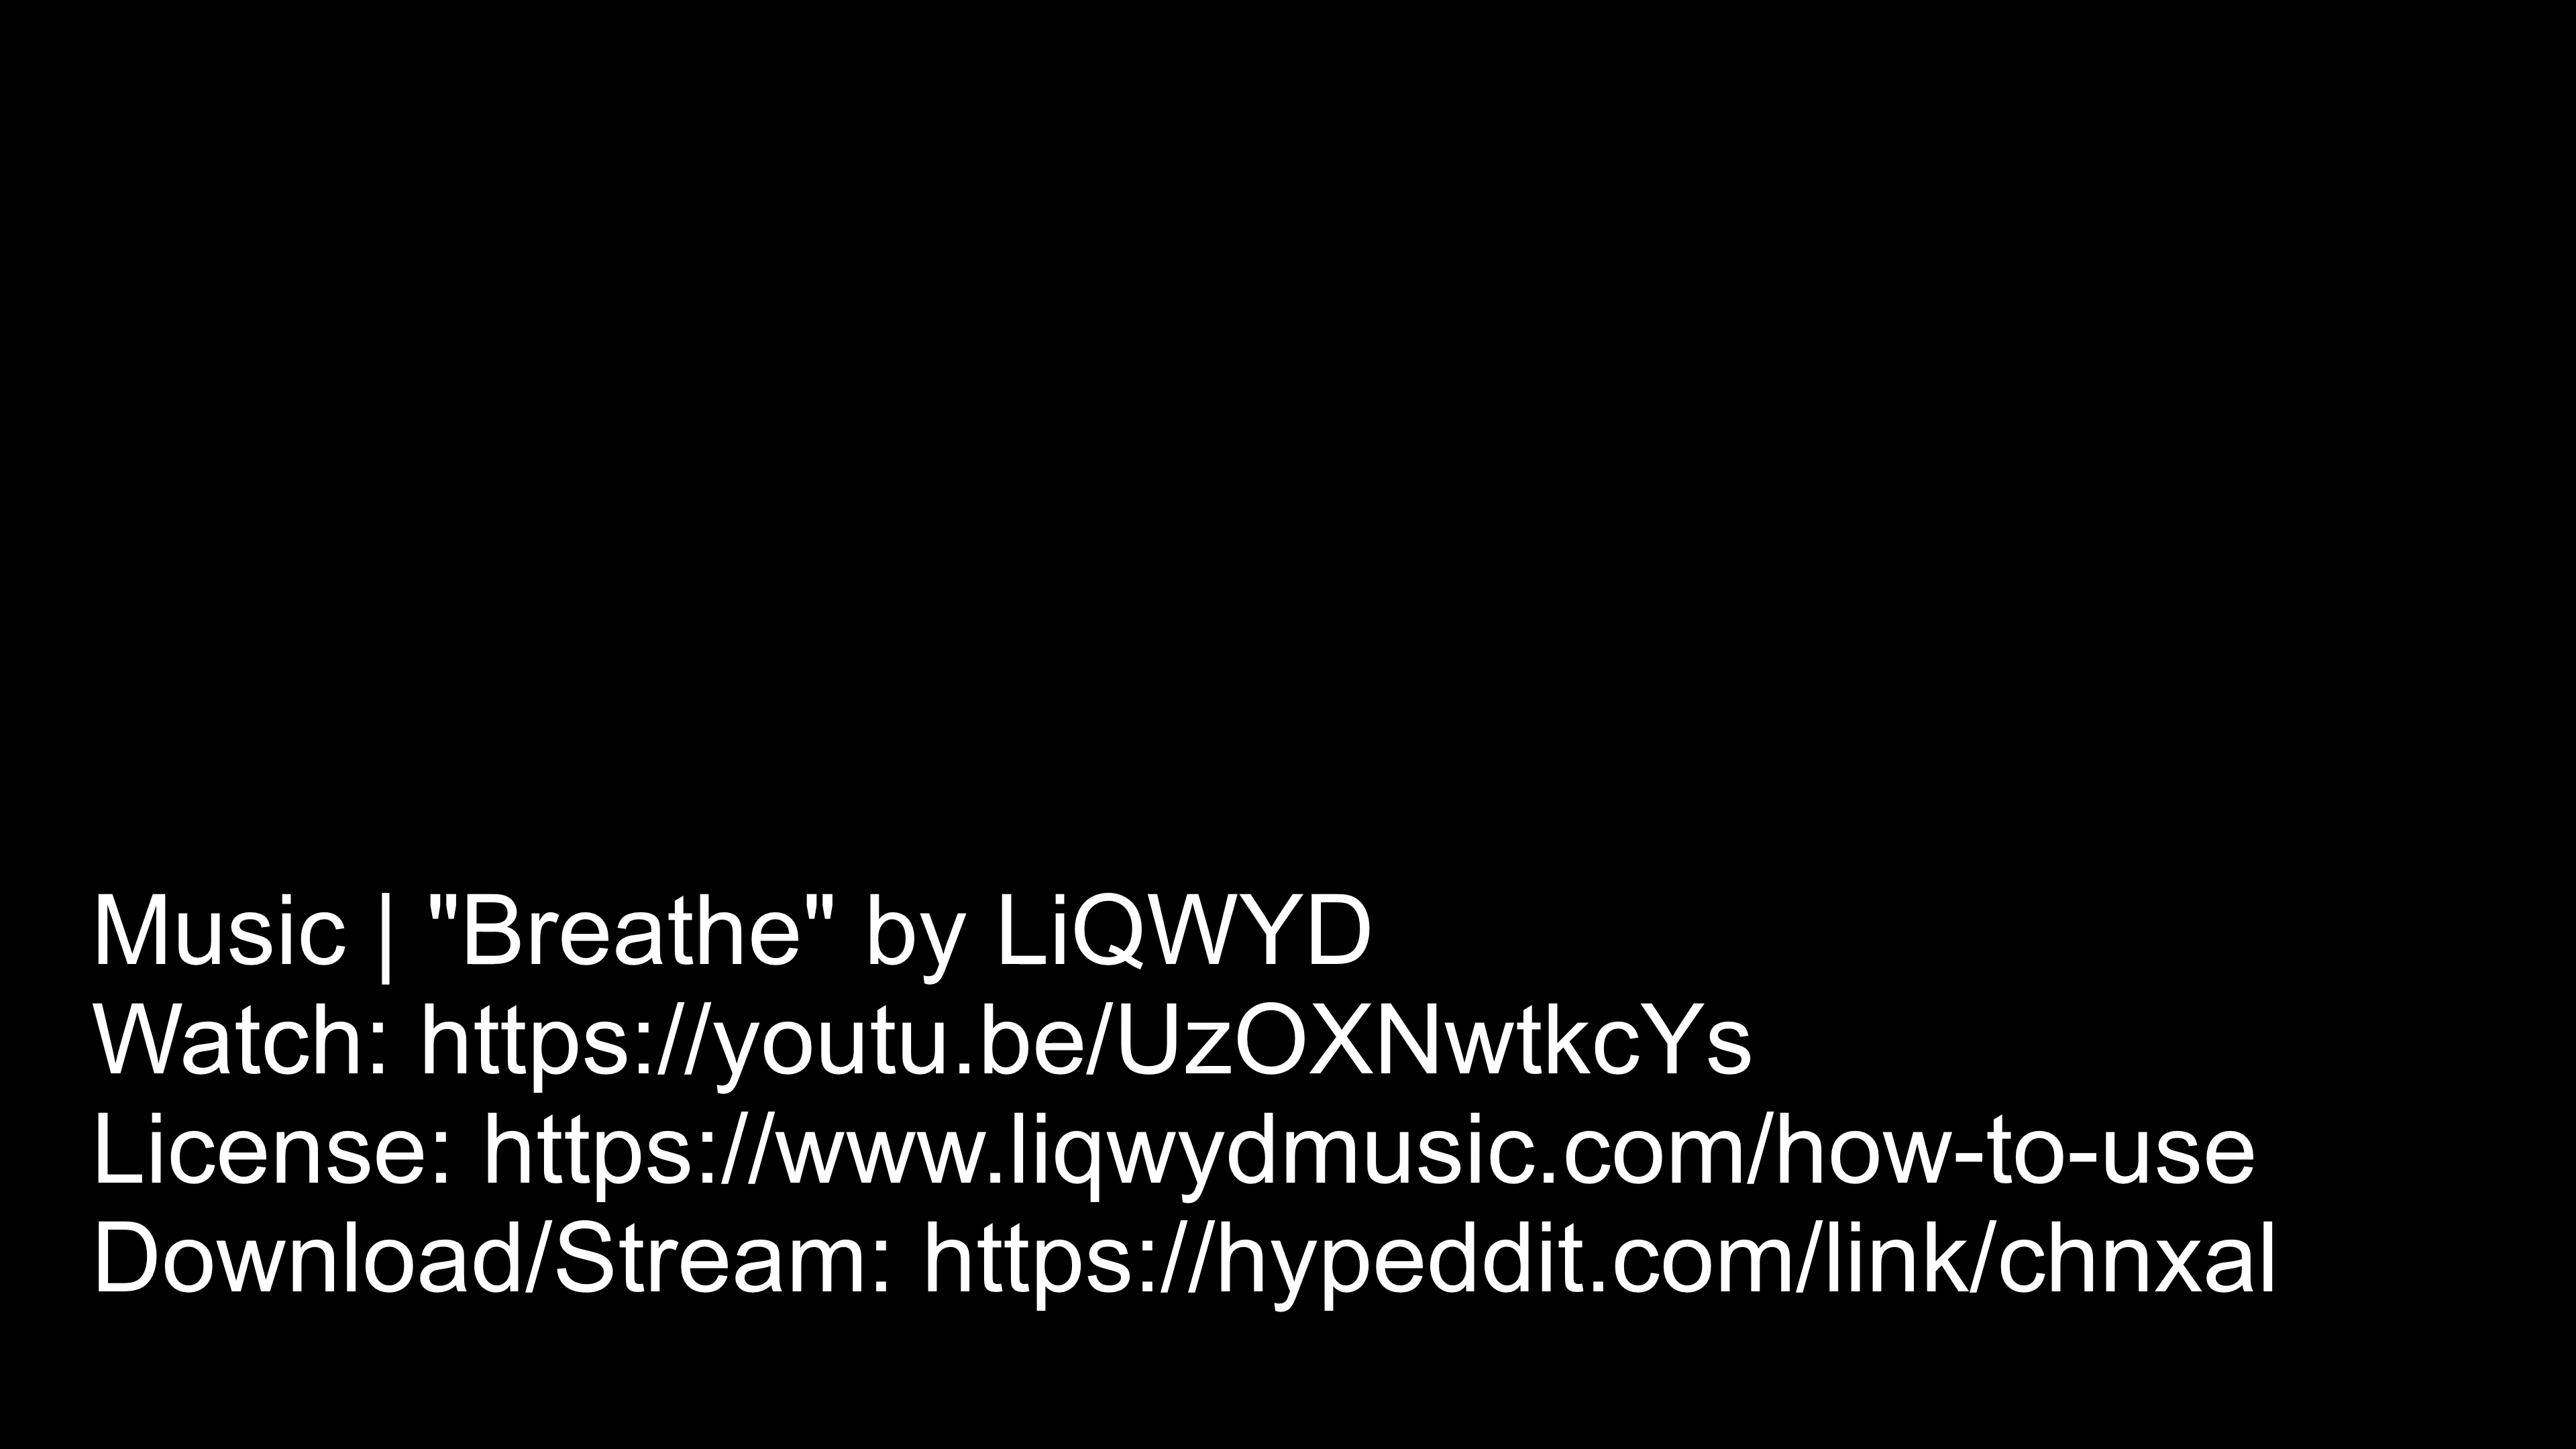 Music | "Breathe" by LiQWYD
Watch: https://youtu.be/UzOXNwtkcYs
License: https://www.liqwydmusic.com/how-to-use
Download/Stream: https://hypeddit.com/link/chnxal